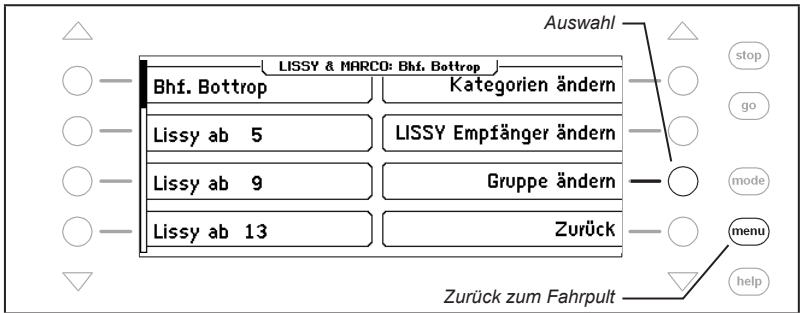 Auswahl
stop
LISSY & MARCO: Bhf. Bottrop
Bhf. Bottrop
Kategorien ändern
go
Lissy ab 5
LISSY Empfänger ändern
Lissy ab 9
Gruppe ändern
mode
Lissy ab 13
Zurück
menu
help
Zurück zum Fahrpult